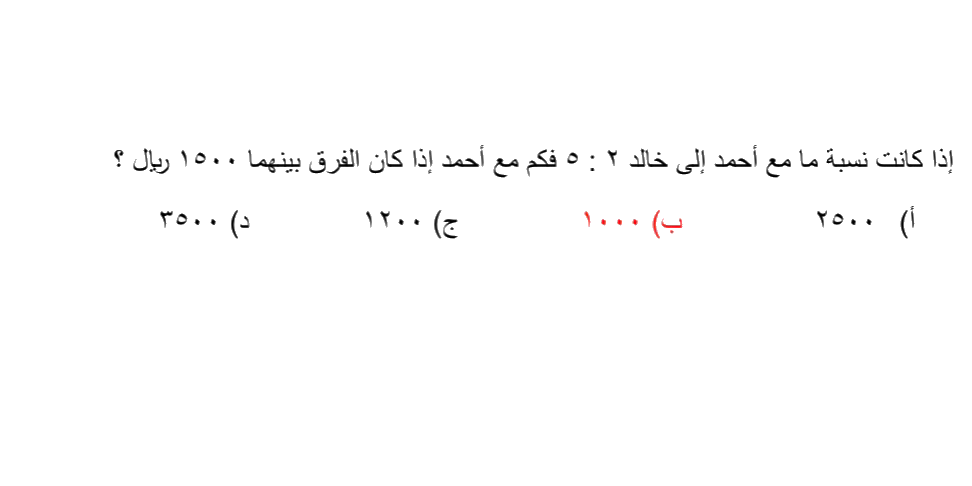 إذا كانت نسبة ما مع أحمد إلى خالد ٢ : ٥ فكم مع أحمد إذا كان الفرق بينهما ١٥٠٠ ريال ؟
أ) ٢٥٠٠ ب) ١٠٠٠ ج) ١٢٠٠ د) ٣٥٠٠